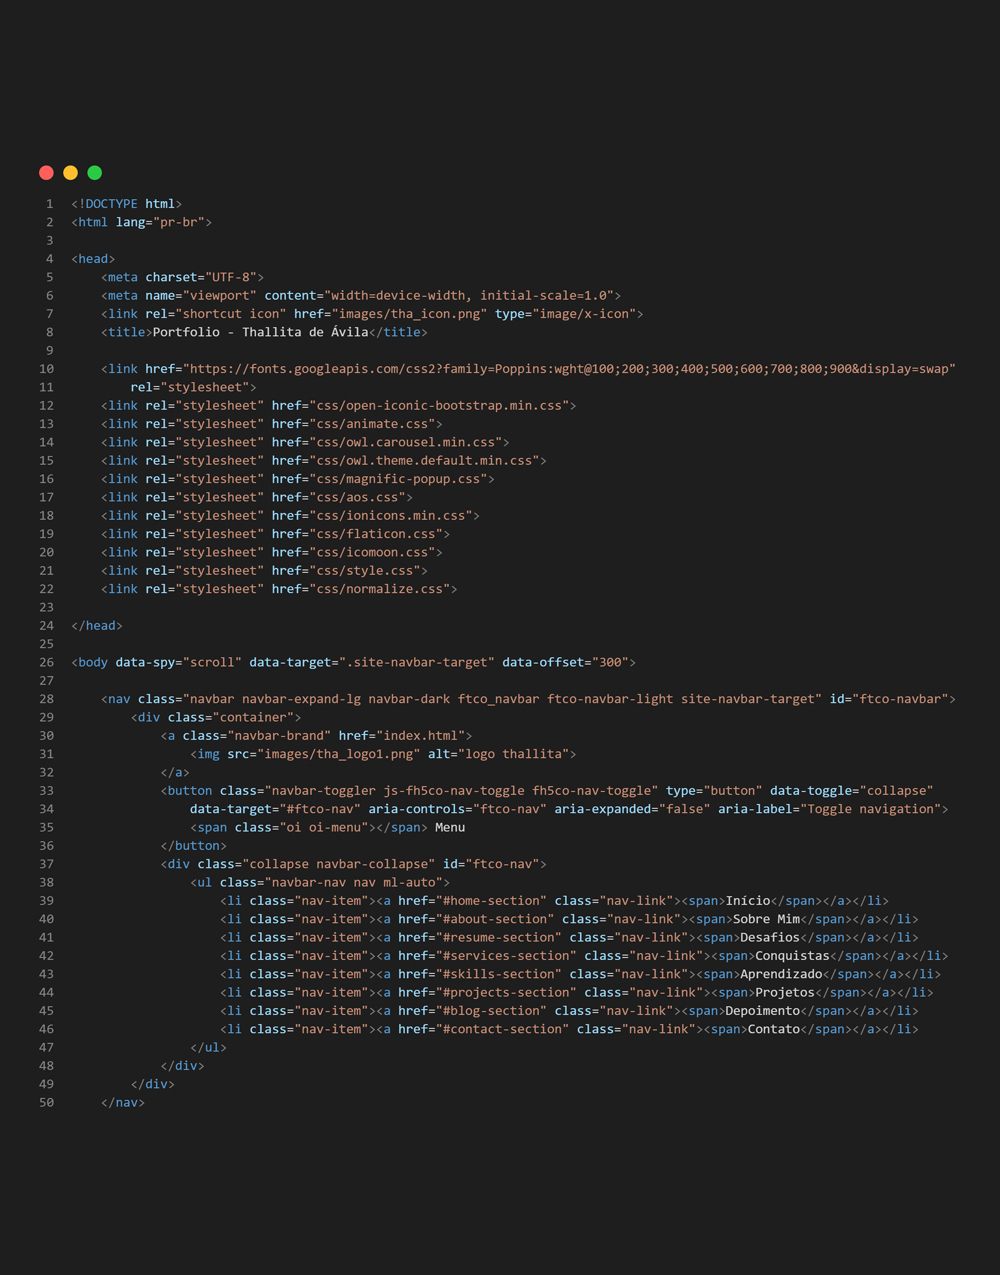 1 <!DOCTYPE html>
2 <html lang="pr-br">
3
4 <head>
5     <meta charset="UTF-8">
6     <meta name="viewport" content="width=device-width, initial-scale=1.0">
7     <link rel="shortcut icon" href="images/tha_icon.png" type="image/x-icon">
8     <title>Portfolio - Thallita de Ávila</title>
9
10     <link href="https://fonts.googleapis.com/css2?family=Poppins:wght@100;200;300;400;500;600;700;800;900&display=swap"
11         rel="stylesheet">
12     <link rel="stylesheet" href="css/open-iconic-bootstrap.min.css">
13     <link rel="stylesheet" href="css/animate.css">
14     <link rel="stylesheet" href="css/owl.carousel.min.css">
15     <link rel="stylesheet" href="css/owl.theme.default.min.css">
16     <link rel="stylesheet" href="css/magnific-popup.css">
17     <link rel="stylesheet" href="css/aos.css">
18     <link rel="stylesheet" href="css/ionicons.min.css">
19     <link rel="stylesheet" href="css/flaticon.css">
20     <link rel="stylesheet" href="css/icomoon.css">
21     <link rel="stylesheet" href="css/style.css">
22     <link rel="stylesheet" href="css/normalize.css">
23
24 </head>
25
26 <body data-spy="scroll" data-target=".site-navbar-target" data-offset="300">
27
28     <nav class="navbar navbar-expand-lg navbar-dark ftco_navbar ftco-navbar-light site-navbar-target" id="ftco-navbar">
29         <div class="container">
30             <a class="navbar-brand" href="index.html">
31                 <img src="images/tha_logo1.png" alt="logo thallita">
32             </a>
33             <button class="navbar-toggler js-fh5co-nav-toggle fh5co-nav-toggle" type="button" data-toggle="collapse"
34                 data-target="#ftco-nav" aria-controls="ftco-nav" aria-expanded="false" aria-label="Toggle navigation">
35                 <span class="oi oi-menu"></span> Menu
36             </button>
37             <div class="collapse navbar-collapse" id="ftco-nav">
38                 <ul class="navbar-nav nav ml-auto">
39                     <li class="nav-item"><a href="#home-section" class="nav-link"><span>Início</span></a></li>
40                     <li class="nav-item"><a href="#about-section" class="nav-link"><span>Sobre Mim</span></a></li>
41                     <li class="nav-item"><a href="#resume-section" class="nav-link"><span>Desafios</span></a></li>
42                     <li class="nav-item"><a href="#services-section" class="nav-link"><span>Conquistas</span></a></li>
43                     <li class="nav-item"><a href="#skills-section" class="nav-link"><span>Aprendizado</span></a></li>
44                     <li class="nav-item"><a href="#projects-section" class="nav-link"><span>Projetos</span></a></li>
45                     <li class="nav-item"><a href="#blog-section" class="nav-link"><span>Depoimento</span></a></li>
46                     <li class="nav-item"><a href="#contact-section" class="nav-link"><span>Contato</span></a></li>
47                 </ul>
48             </div>
49         </div>
50     </nav>